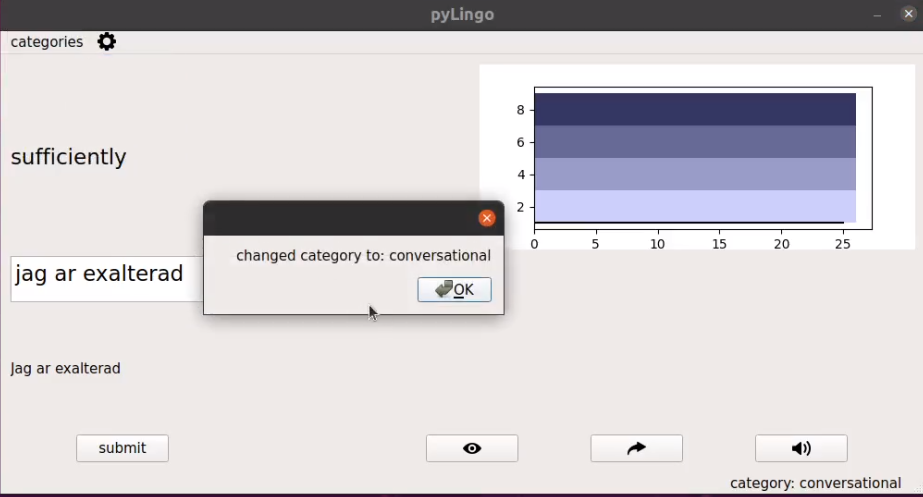 pyLingo
categories
sufficiently
8
6
4
2
0 5 10 15 20 25
changed category to: conversational
OK
jag ar exalterad
Jag ar exalterad
submit
category: conversational